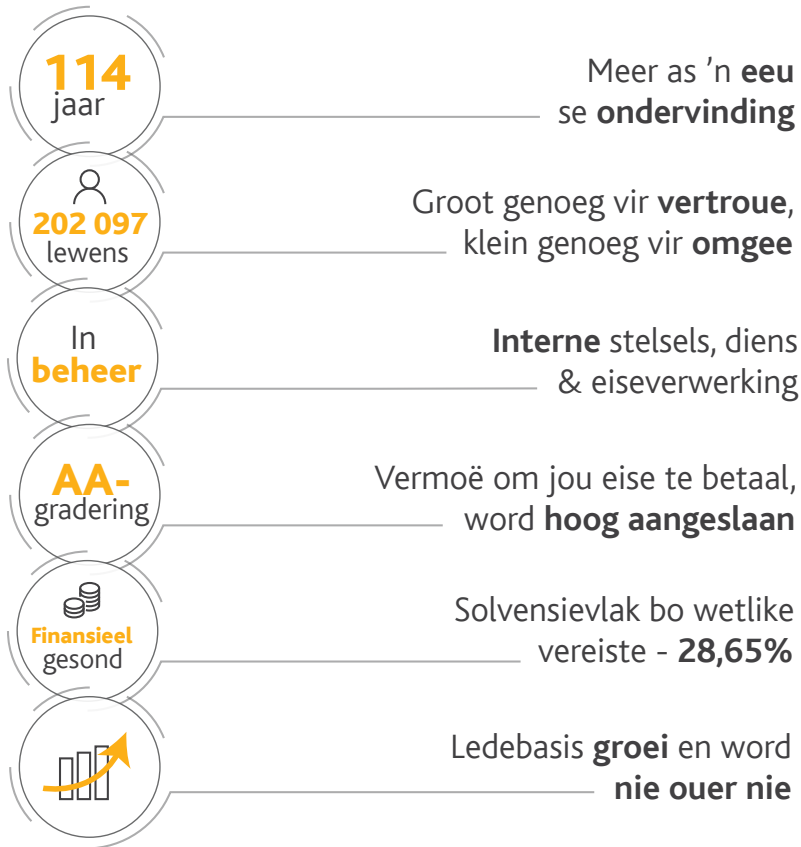 114
jaar
Meer as ’n eeu
se ondervinding
202 097
lewens
Groot genoeg vir vertroue,
klein genoeg vir omgee
In
beheer
Interne stelsels, diens
& eiseverwerking
AA-
gradering
Vermoë om jou eise te betaal,
word hoog aangeslaan
Finansieel
gesond
Solvensievlak bo wetlike
vereiste - 28,65%
Ledebasis groei en word
nie ouer nie